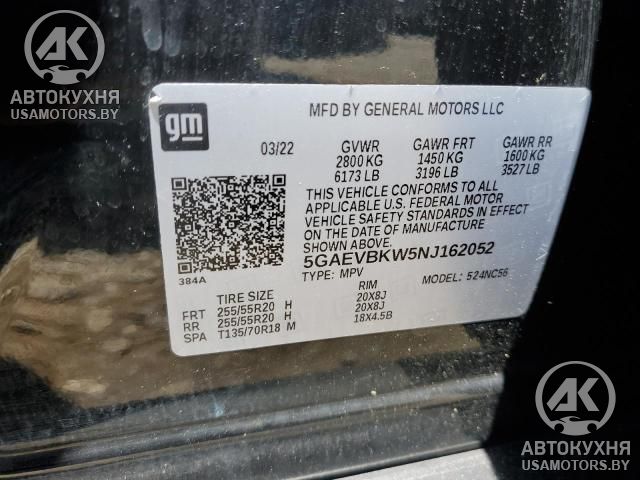 АВТОКУХНЯ
USAMOTORS.BY
gm
MFD BY GENERAL MOTORS LLC
03/22 GVWR GAWR FRT GAWR RR
2800 KG 1450 KG 1600 KG
6173 LB 3196 LB 3527 LB
THIS VEHICLE CONFORMS TO ALL
APPLICABLE U.S. FEDERAL MOTOR
VEHICLE SAFETY STANDARDS IN EFFECT
ON THE DATE OF MANUFACTURE
SHOWN ABOVE.
384A
5GAEVBKW5NJ162052
TYPE: MPV MODEL: 524NC56
TIRE SIZE RIM
FRT 255/55R20 H 20X8J
RR 255/55R20 H 20X8J
SPA T135/70R18 M 18X4.5B
АК
АВТОКУХНЯ
USAMOTORS.BY